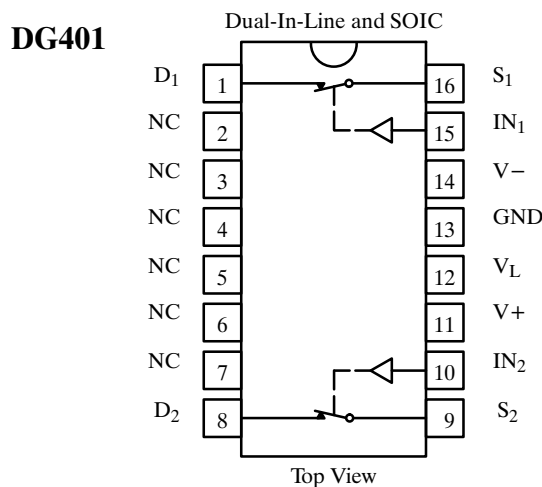 Dual-In-Line and SOIC
DG401
D1 1 16 S1
NC 2 15 IN1
NC 3 14 V−
NC 4 13 GND
NC 5 12 VL
NC 6 11 V+
NC 7 10 IN2
D2 8 9 S2
Top View